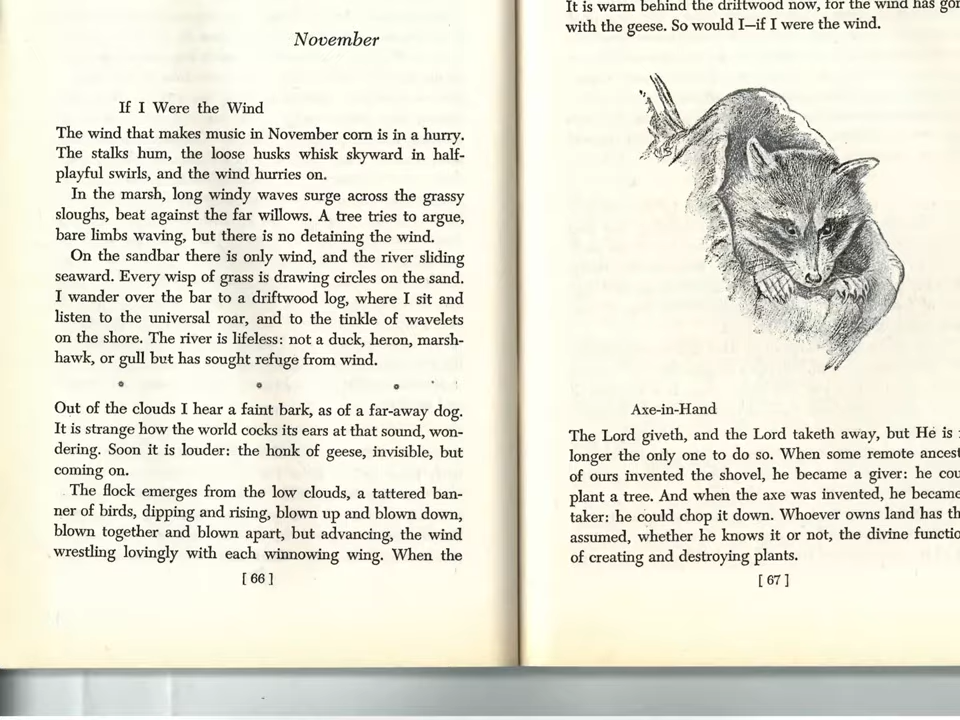 November
If I Were the Wind
The wind that makes music in November corn is in a hurry.
The stalks hum, the loose husks whisk skyward in half-
playful swirls, and the wind hurries on.
In the marsh, long windy waves surge across the grassy
sloughs, beat against the far willows. A tree tries to argue,
bare limbs waving, but there is no detaining the wind.
On the sandbar there is only wind, and the river sliding
seaward. Every wisp of grass is drawing circles on the sand.
I wander over the bar to a driftwood log, where I sit and
listen to the universal roar, and to the tinkle of wavelets
on the shore. The river is lifeless: not a duck, heron, marsh-
hawk, or gull but has sought refuge from wind.
Out of the clouds I hear a faint bark, as of a far-away dog.
It is strange how the world cocks its ears at that sound, won-
dering. Soon it is louder: the honk of geese, invisible, but
coming on.
The flock emerges from the low clouds, a tattered ban-
ner of birds, dipping and rising, blown up and blown down,
blown together and blown apart, but advancing, the wind
wrestling lovingly with each winnowing wing. When the
[ 66 ]
It is warm behind the driftwood now, for the wind has
with the geese. So would I—if I were the wind.
Axe-in-Hand
The Lord giveth, and the Lord taketh away, but He is
longer the only one to do so. When some remote
of ours invented the shovel, he became a giver: he
plant a tree. And when the axe was invented, he became
taker: he could chop it down. Whoever owns land has
assumed, whether he knows it or not, the divine
of creating and destroying plants.
[ 67 ]